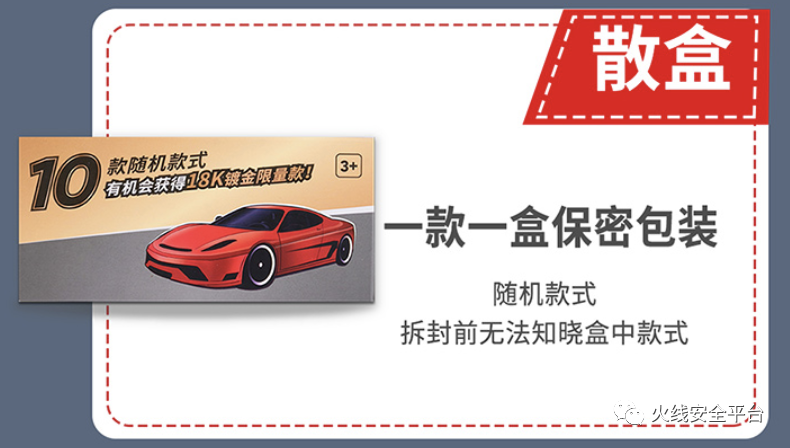 散盒
10 款随机款式
有机会获得18K镀金限量款!
3+
一款一盒保密包装
随机款式
拆封前无法知晓盒中款式
火线安全平台